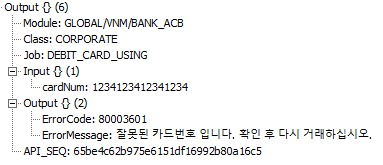 Output {} (6)
Module: GLOBAL/VNM/BANK_ACB
Class: CORPORATE
Job: DEBIT_CARD_USING
Input {} (1)
cardNum: 1234123412341234
Output {} (2)
ErrorCode: 80003601
ErrorMessage: 잘못된 카드번호 입니다. 확인 후 다시 거래하십시오.
API_SEQ: 65be4c62b975e6151df16992b80a16c5